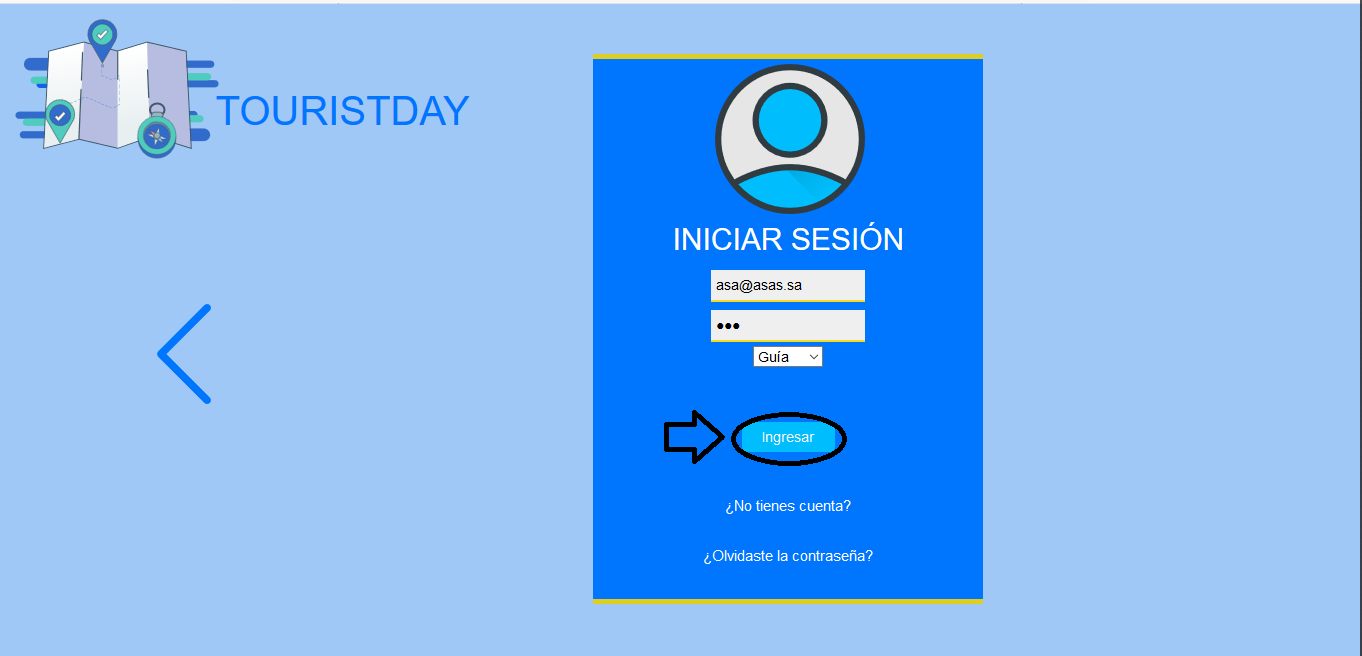 TOURISTDAY
INICIAR SESIÓN
asa@asas.sa
●●●
Guía
Ingresar
¿No tienes cuenta?
¿Olvidaste la contraseña?